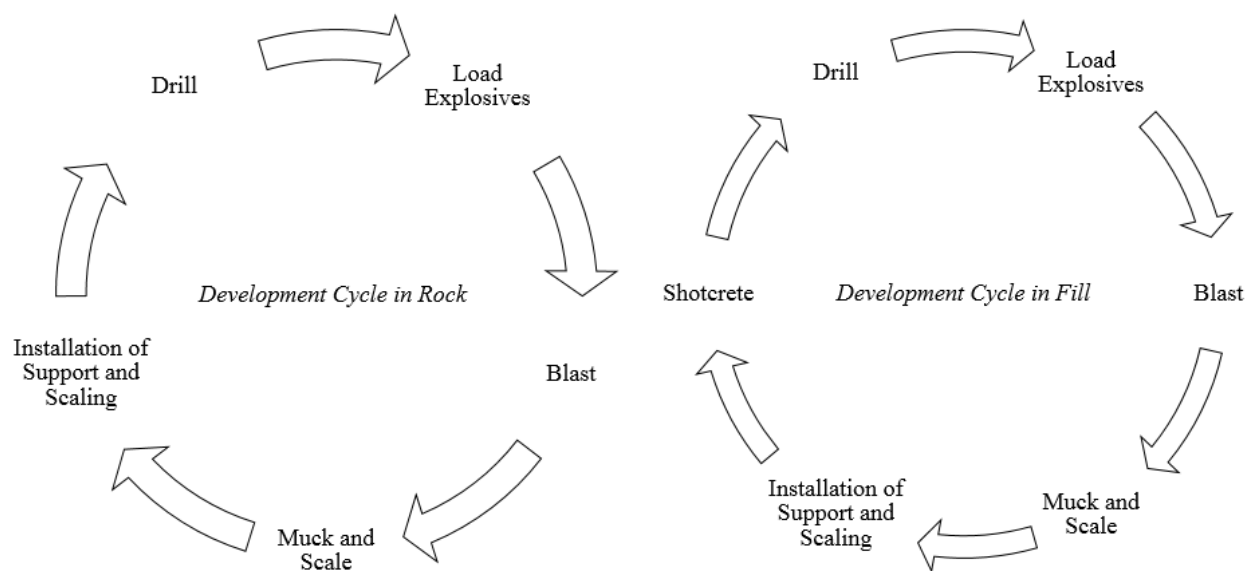 Drill
Load
Explosives
Blast
Muck and
Scale
Installation of
Support and
Scaling
Development Cycle in Rock
Drill
Load
Explosives
Blast
Muck and
Scale
Installation of
Support and
Scaling
Shotcrete
Development Cycle in Fill